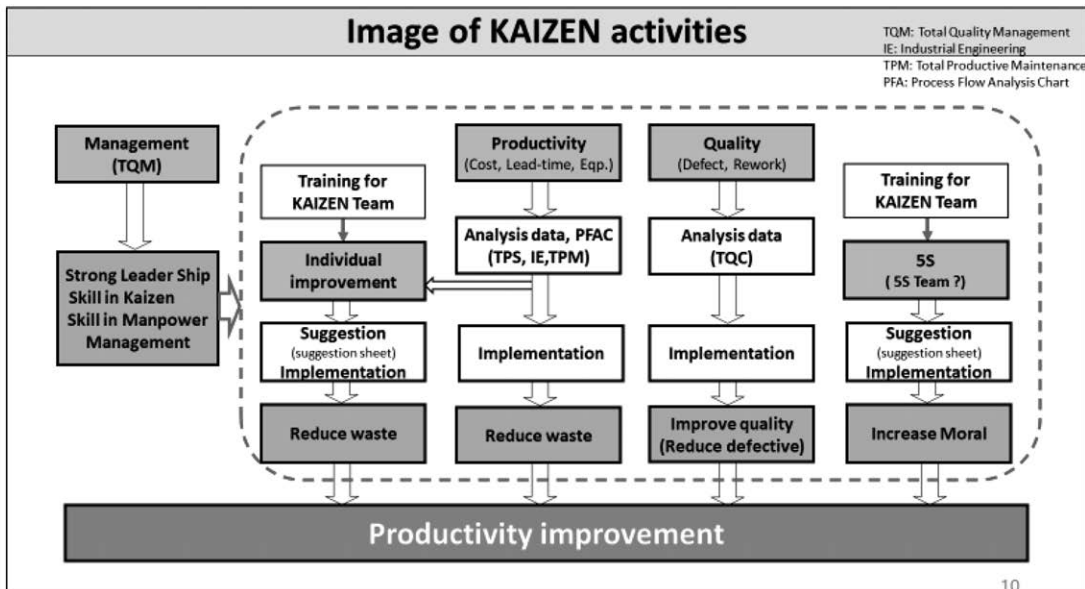 Image of KAIZEN activities
TQM: Total Quality Management
IE: Industrial Engineering
TPM: Total Productive Maintenance
PFA: Process Flow Analysis Chart
Management
(TQM)
Strong Leader Ship
Skill in Kaizen
Skill in Manpower
Management
Training for
KAIZEN Team
Individual
improvement
Suggestion
(suggestion sheet)
Implementation
Reduce waste
Productivity
(Cost, Lead-time, Eqp.)
Analysis data, PFAC
(TPS, IE,TPM)
Implementation
Reduce waste
Quality
(Defect, Rework)
Analysis data
(TQC)
Implementation
Improve quality
(Reduce defective)
Training for
KAIZEN Team
5S
( 5S Team ?)
Suggestion
(suggestion sheet)
Implementation
Increase Moral
Productivity improvement
10